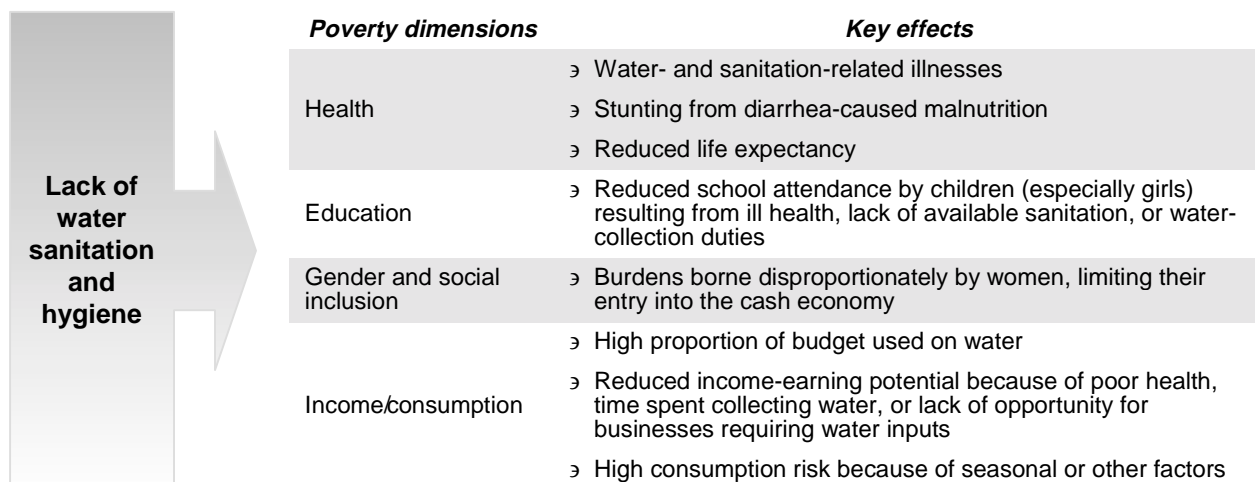 Poverty dimensions Key effects
Lack of
water
sanitation
and
hygiene
Health
϶ Water- and sanitation-related illnesses
϶ Stunting from diarrhea-caused malnutrition
϶ Reduced life expectancy
Education
϶ Reduced school attendance by children (especially girls)
resulting from ill health, lack of available sanitation, or water-
collection duties
Gender and social
inclusion
϶ Burdens borne disproportionately by women, limiting their
entry into the cash economy
Income/consumption
϶ High proportion of budget used on water
϶ Reduced income-earning potential because of poor health,
time spent collecting water, or lack of opportunity for
businesses requiring water inputs
϶ High consumption risk because of seasonal or other factors